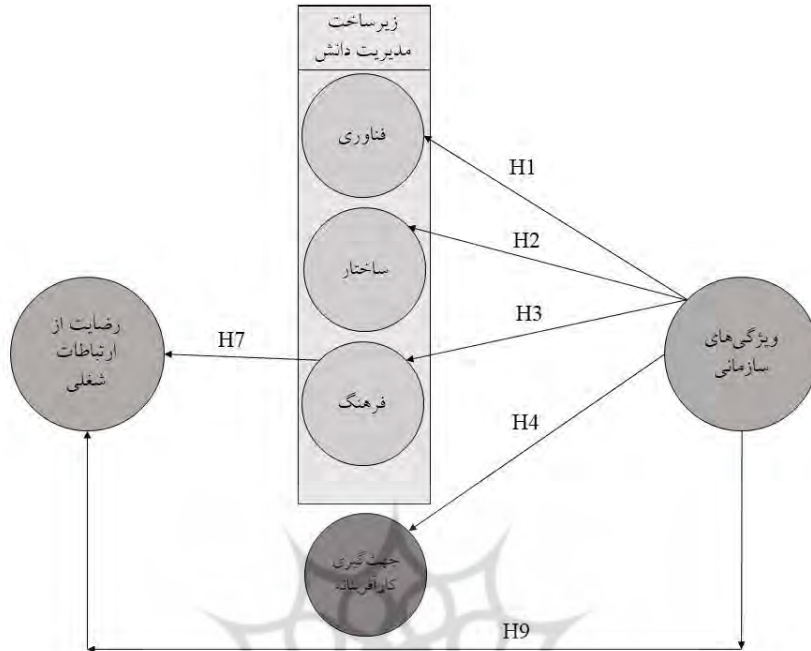 زیرساخت
مدیریت دانش
فناوری
H1
H2
ساختار
H3
ویژگی‌های
سازمانی
رضایت از
ارتباطات
شغلی
H7
فرهنگ
H4
جهت‌گیری
کارآفرینانه
H9